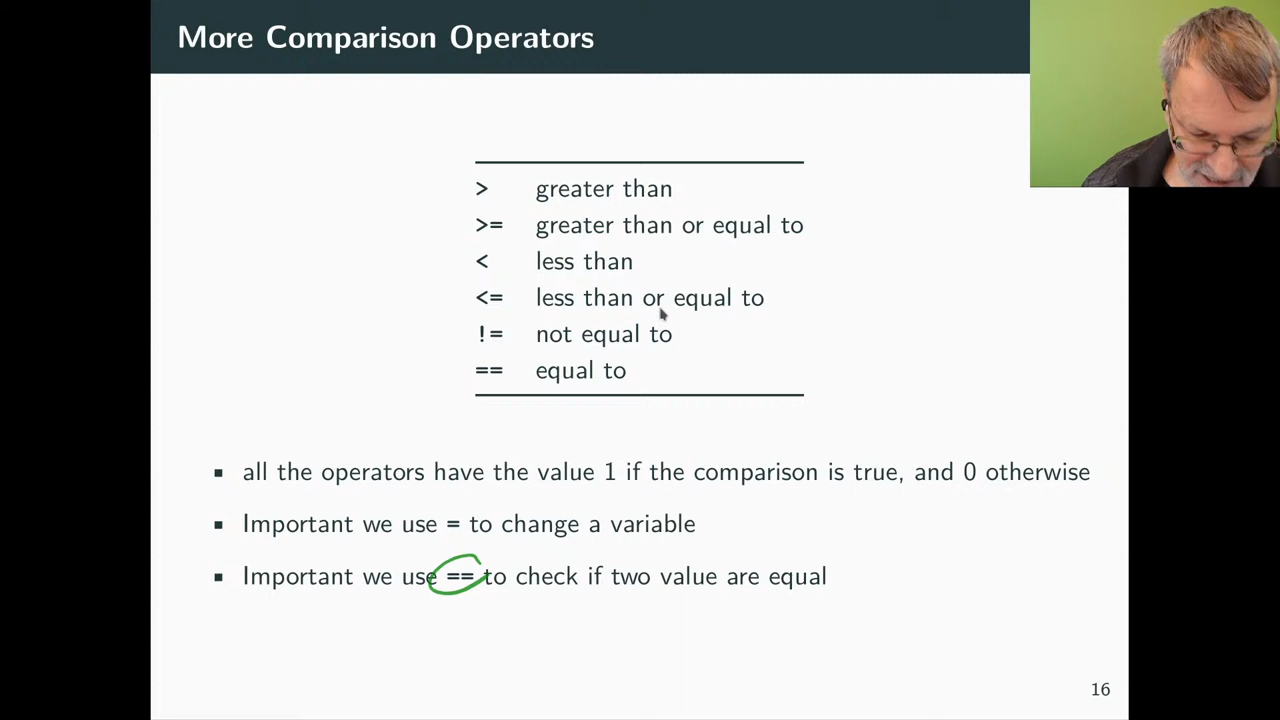 More Comparison Operators
> greater than
>= greater than or equal to
< less than
<= less than or equal to
!= not equal to
== equal to
▪ all the operators have the value 1 if the comparison is true, and 0 otherwise
▪ Important we use = to change a variable
▪ Important we use == to check if two value are equal
16